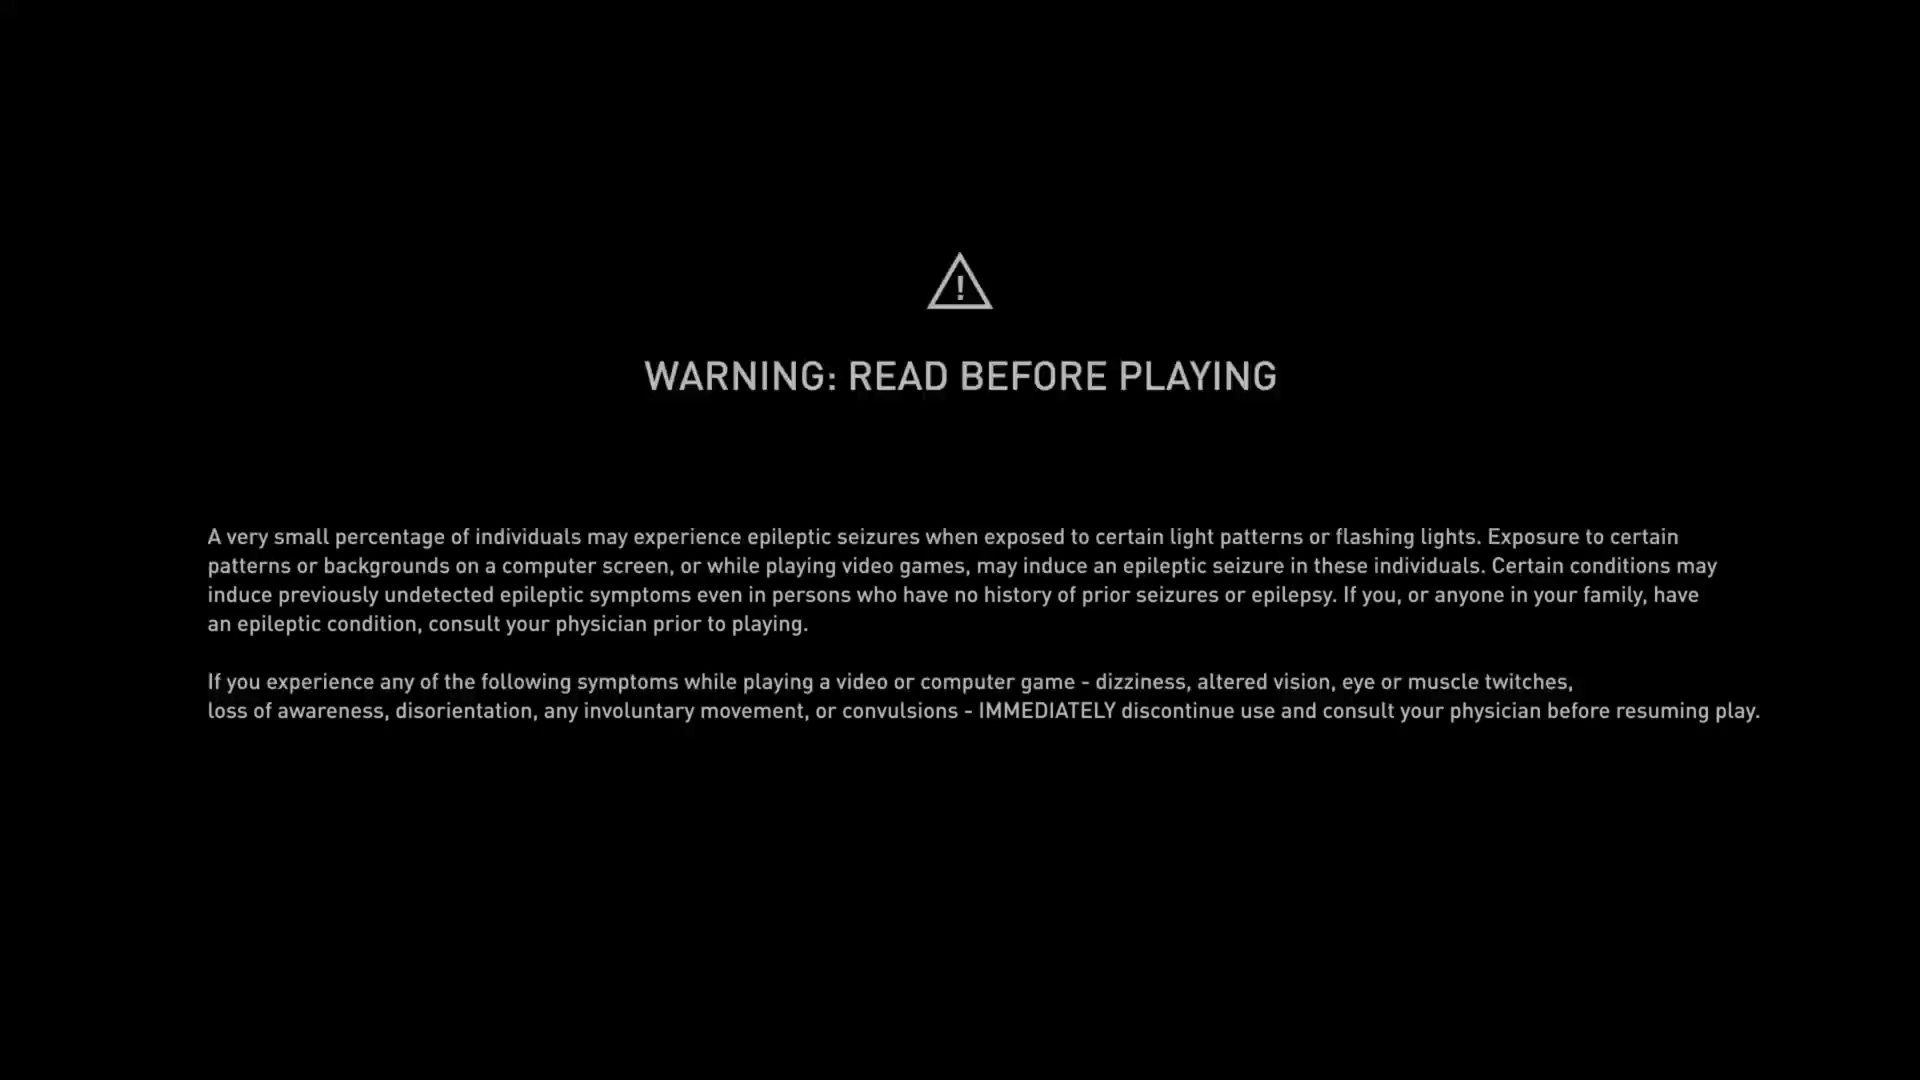 WARNING: READ BEFORE PLAYING
A very small percentage of individuals may experience epileptic seizures when exposed to certain light patterns or flashing lights. Exposure to certain
patterns or backgrounds on a computer screen, or while playing video games, may induce an epileptic seizure in these individuals. Certain conditions may
induce previously undetected epileptic symptoms even in persons who have no history of prior seizures or epilepsy. If you, or anyone in your family, have
an epileptic condition, consult your physician prior to playing.
If you experience any of the following symptoms while playing a video or computer game - dizziness, altered vision, eye or muscle twitches,
loss of awareness, disorientation, any involuntary movement, or convulsions - IMMEDIATELY discontinue use and consult your physician before resuming play.